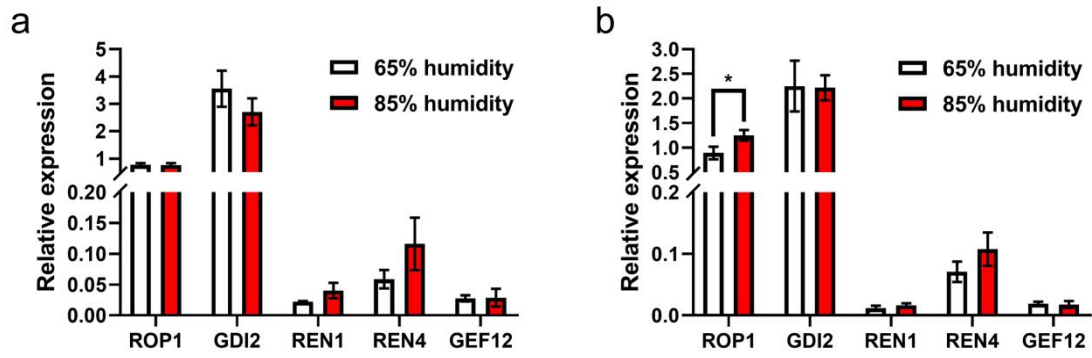 a
Relative expression
5
4
3
2
1
0.20
0.15
0.10
0.05
0.00
65% humidity
85% humidity
ROP1 GDI2 REN1 REN4 GEF12
b
Relative expression
3.0
2.5
2.0
1.5
1.0
0.5
0.2
0.1
0.0
*
65% humidity
85% humidity
ROP1 GDI2 REN1 REN4 GEF12